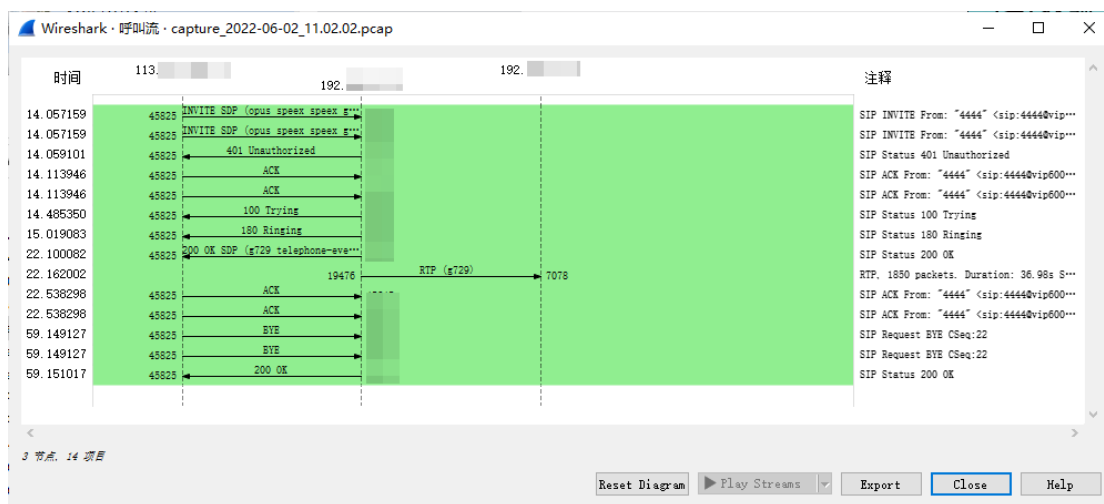 Wireshark · 呼叫流 · capture_2022-06-02_11.02.02.pcap
时间 113. 192. 192. 注释
14.057159 45825 INVITE SDP (opus speex speex g··· SIP INVITE From: "4444" <sip:4444@vip···
14.057159 45825 INVITE SDP (opus speex speex g··· SIP INVITE From: "4444" <sip:4444@vip···
14.059101 45825 401 Unauthorized SIP Status 401 Unauthorized
14.113946 45825 ACK SIP ACK From: "4444" <sip:4444@vip600···
14.113946 45825 ACK SIP ACK From: "4444" <sip:4444@vip600···
14.485350 45825 100 Trying SIP Status 100 Trying
15.019083 45825 180 Ringing SIP Status 180 Ringing
22.100082 45825 200 OK SDP (g729 telephone-eve··· SIP Status 200 OK
22.162002 19476 RTP (g729) 7078 RTP, 1850 packets. Duration: 36.98s S···
22.538298 45825 ACK SIP ACK From: "4444" <sip:4444@vip600···
22.538298 45825 ACK SIP ACK From: "4444" <sip:4444@vip600···
59.149127 45825 BYE SIP Request BYE CSeq:22
59.149127 45825 BYE SIP Request BYE CSeq:22
59.151017 45825 200 OK SIP Status 200 OK
3 节点, 14 项目
Reset Diagram Play Streams Export Close Help